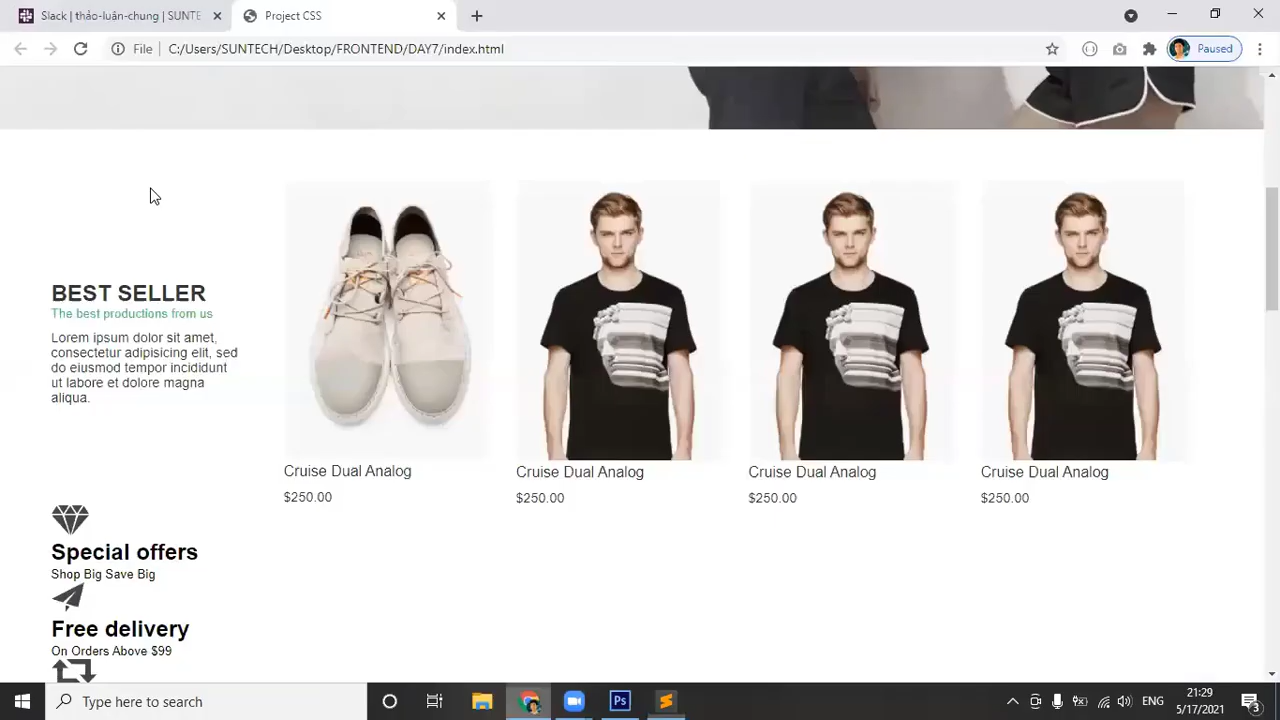 Slack | thảo-luận-chung | SUNTE
Project CSS
File
C:/Users/SUNTECH/Desktop/FRONTEND/DAY7/index.html
Paused
BEST SELLER
The best productions from us
Lorem ipsum dolor sit amet,
consectetur adipisicing elit, sed
do eiusmod tempor incididunt
ut labore et dolore magna
aliqua.
Cruise Dual Analog
$250.00
Cruise Dual Analog
$250.00
Cruise Dual Analog
$250.00
Cruise Dual Analog
$250.00
Special offers
Shop Big Save Big
Free delivery
On Orders Above $99
Type here to search
Ps
ENG
21:29
5/17/2021
3